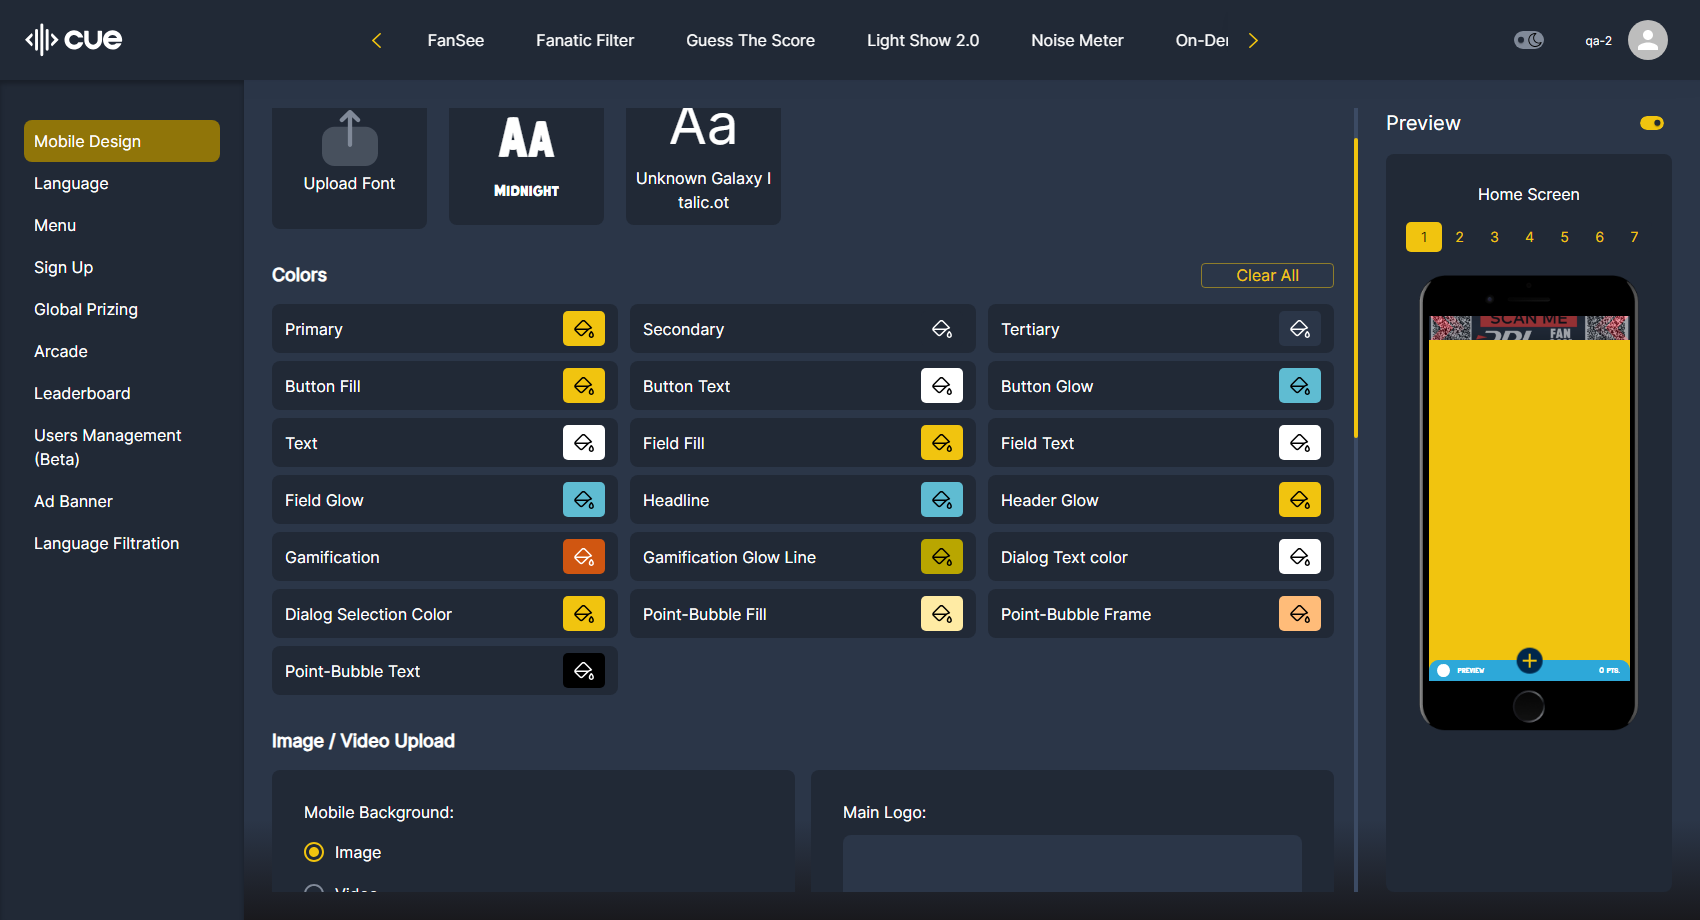 cue
FanSee
Fanatic Filter
Guess The Score
Light Show 2.0
Noise Meter
On-Der
qa-2
Mobile Design
Language
Menu
Sign Up
Global Prizing
Arcade
Leaderboard
Users Management
(Beta)
Ad Banner
Language Filtration
Upload Font
AA
MIDNIGHT
Aa
Unknown Galaxy I
talic.ot
Colors
Clear All
Primary
Secondary
Tertiary
Button Fill
Button Text
Button Glow
Text
Field Fill
Field Text
Field Glow
Headline
Header Glow
Gamification
Gamification Glow Line
Dialog Text color
Dialog Selection Color
Point-Bubble Fill
Point-Bubble Frame
Point-Bubble Text
Image / Video Upload
Mobile Background:
Image
Video
Main Logo:
Preview
Home Screen
1 2 3 4 5 6 7
SCAN ME
FAN
PREVIEW
0 PTS.